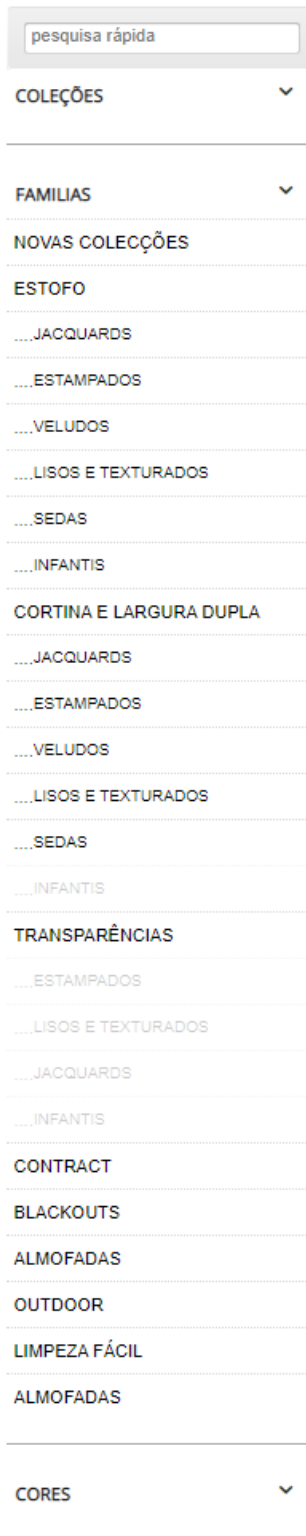 pesquisa rápida
COLEÇÕES
FAMILIAS
NOVAS COLECÇÕES
ESTOFO
....JACQUARDS
....ESTAMPADOS
....VELUDOS
....LISOS E TEXTURADOS
....SEDAS
....INFANTIS
CORTINA E LARGURA DUPLA
....JACQUARDS
....ESTAMPADOS
....VELUDOS
....LISOS E TEXTURADOS
....SEDAS
....INFANTIS
TRANSPARÊNCIAS
....ESTAMPADOS
....LISOS E TEXTURADOS
....JACQUARDS
....INFANTIS
CONTRACT
BLACKOUTS
ALMOFADAS
OUTDOOR
LIMPEZA FÁCIL
ALMOFADAS
CORES